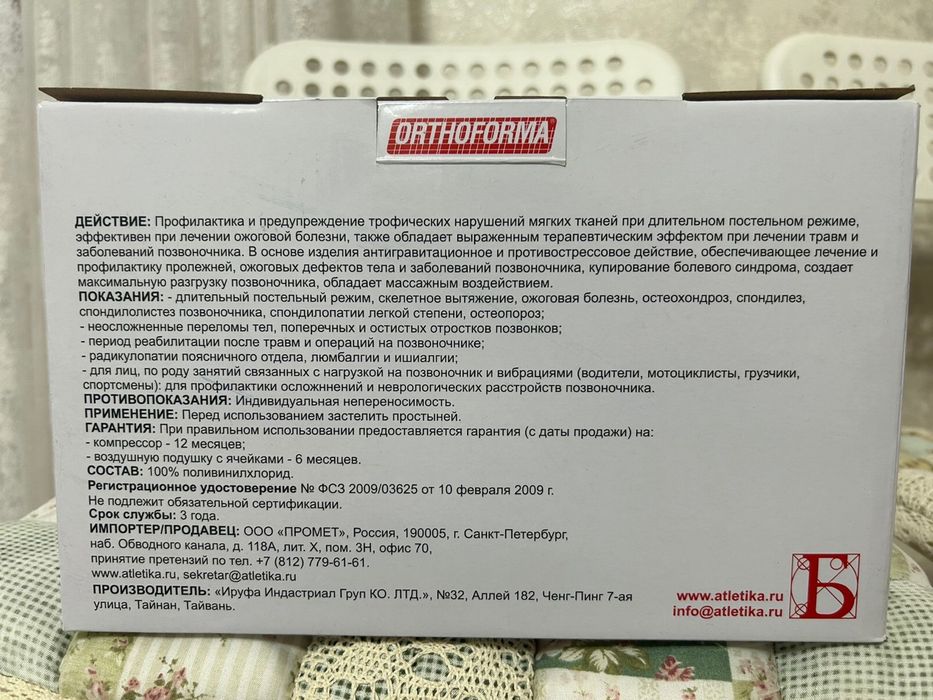 ORTHOFORMA
ДЕЙСТВИЕ: Профилактика и предупреждение трофических нарушений мягких тканей при длительном постельном режиме,
эффективен при лечении ожоговой болезни, также обладает выраженным терапевтическим эффектом при лечении травм и
заболеваний позвоночника. В основе изделия антигравитационное и противострессовое действие, обеспечивающее лечение и
профилактику пролежней, ожоговых дефектов тела и заболеваний позвоночника, купирование болевого синдрома, создает
максимальную разгрузку позвоночника, обладает массажным воздействием.
ПОКАЗАНИЯ: - длительный постельный режим, скелетное вытяжение, ожоговая болезнь, остеохондроз, спондилез,
спондилолистез позвоночника, спондилопатии легкой степени, остеопороз;
- неосложненные переломы тел, поперечных и остистых отростков позвонков;
- период реабилитации после травм и операций на позвоночнике;
- радикулопатии поясничного отдела, люмбалгии и ишиалгии;
- для лиц, по роду занятий связанных с нагрузкой на позвоночник и вибрациями (водители, мотоциклисты, грузчики,
спортсмены): для профилактики осложннений и неврологических расстройств позвоночника.
ПРОТИВОПОКАЗАНИЯ: Индивидуальная непереносимость.
ПРИМЕНЕНИЕ: Перед использованием застелить простыней.
ГАРАНТИЯ: При правильном использовании предоставляется гарантия (с даты продажи) на:
- компрессор - 12 месяцев;
- воздушную подушку с ячейками - 6 месяцев.
СОСТАВ: 100% поливинилхлорид.
Регистрационное удостоверение № ФСЗ 2009/03625 от 10 февраля 2009 г.
Не подлежит обязательной сертификации.
Срок службы: 3 года.
ИМПОРТЕР/ПРОДАВЕЦ: ООО «ПРОМЕТ», Россия, 190005, г. Санкт-Петербург,
наб. Обводного канала, д. 118А, лит. Х, пом. 3Н, офис 70,
принятие претензий по тел. +7 (812) 779-61-61.
www.atletika.ru, sekretar@atletika.ru
ПРОИЗВОДИТЕЛЬ: «Ируфа Индастриал Груп КО. ЛТД.», №32, Аллей 182, Ченг-Пинг 7-ая
улица, Тайнан, Тайвань.
www.atletika.ru
info@atletika.ru
Б